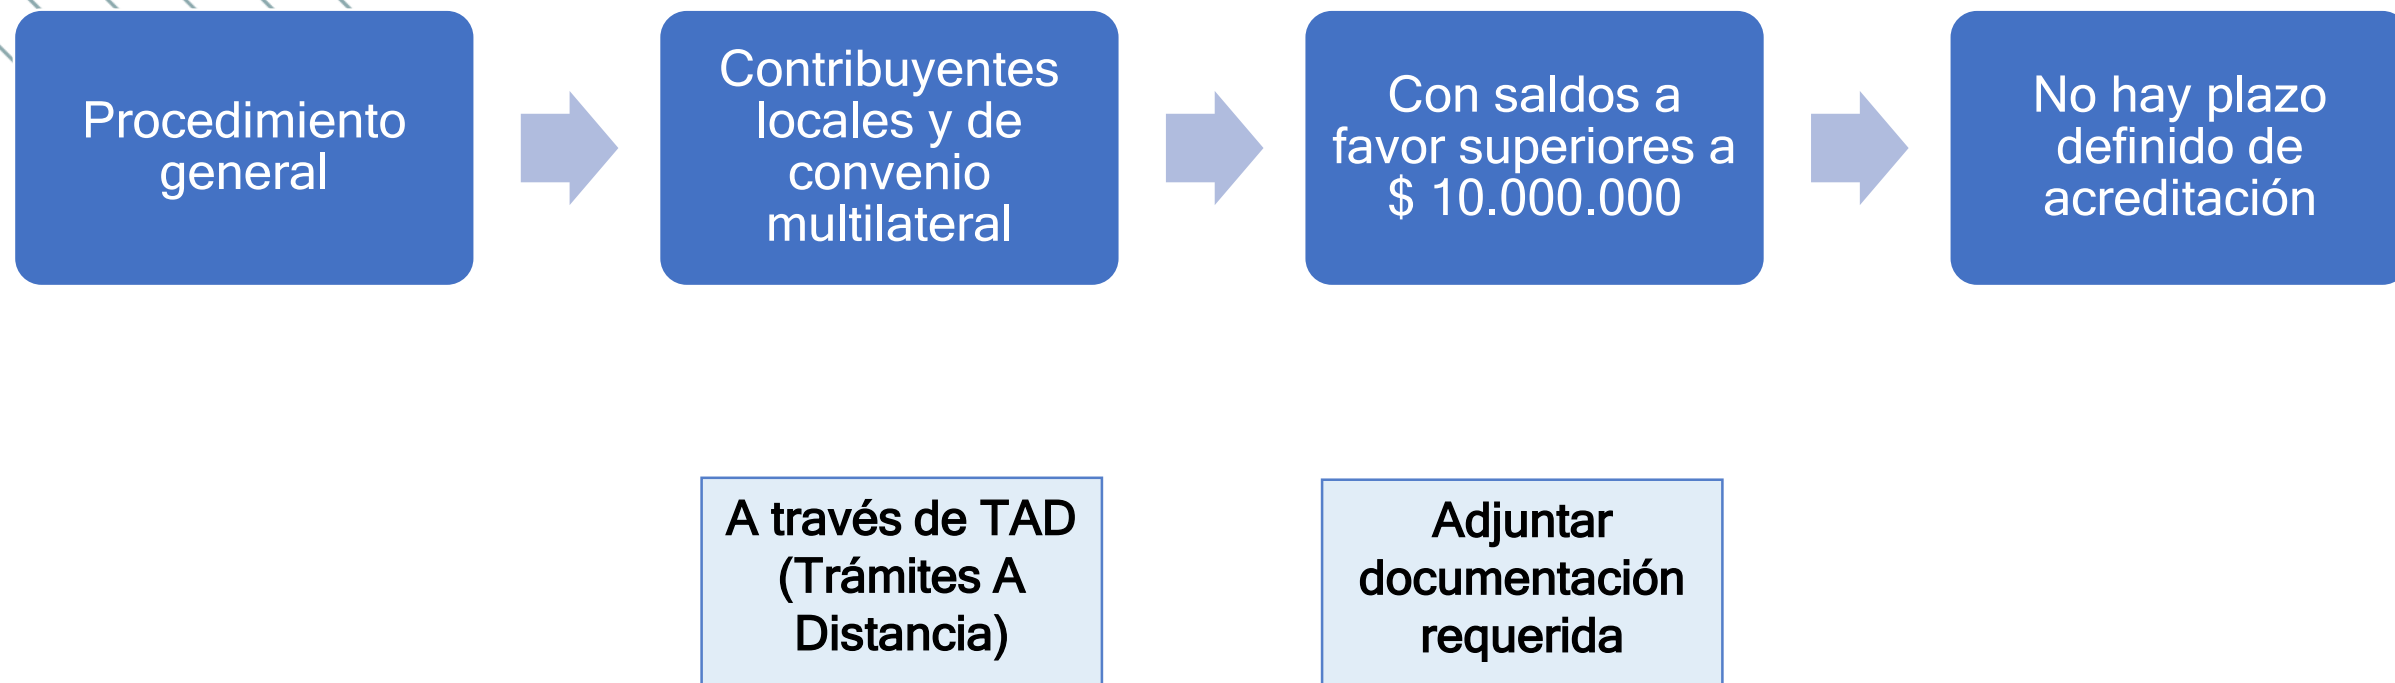 Procedimiento
general
Contribuyentes
locales y de
convenio
multilateral
Con saldos a
favor superiores a
$ 10.000.000
No hay plazo
definido de
acreditación
A través de TAD
(Trámites A
Distancia)
Adjuntar
documentación
requerida